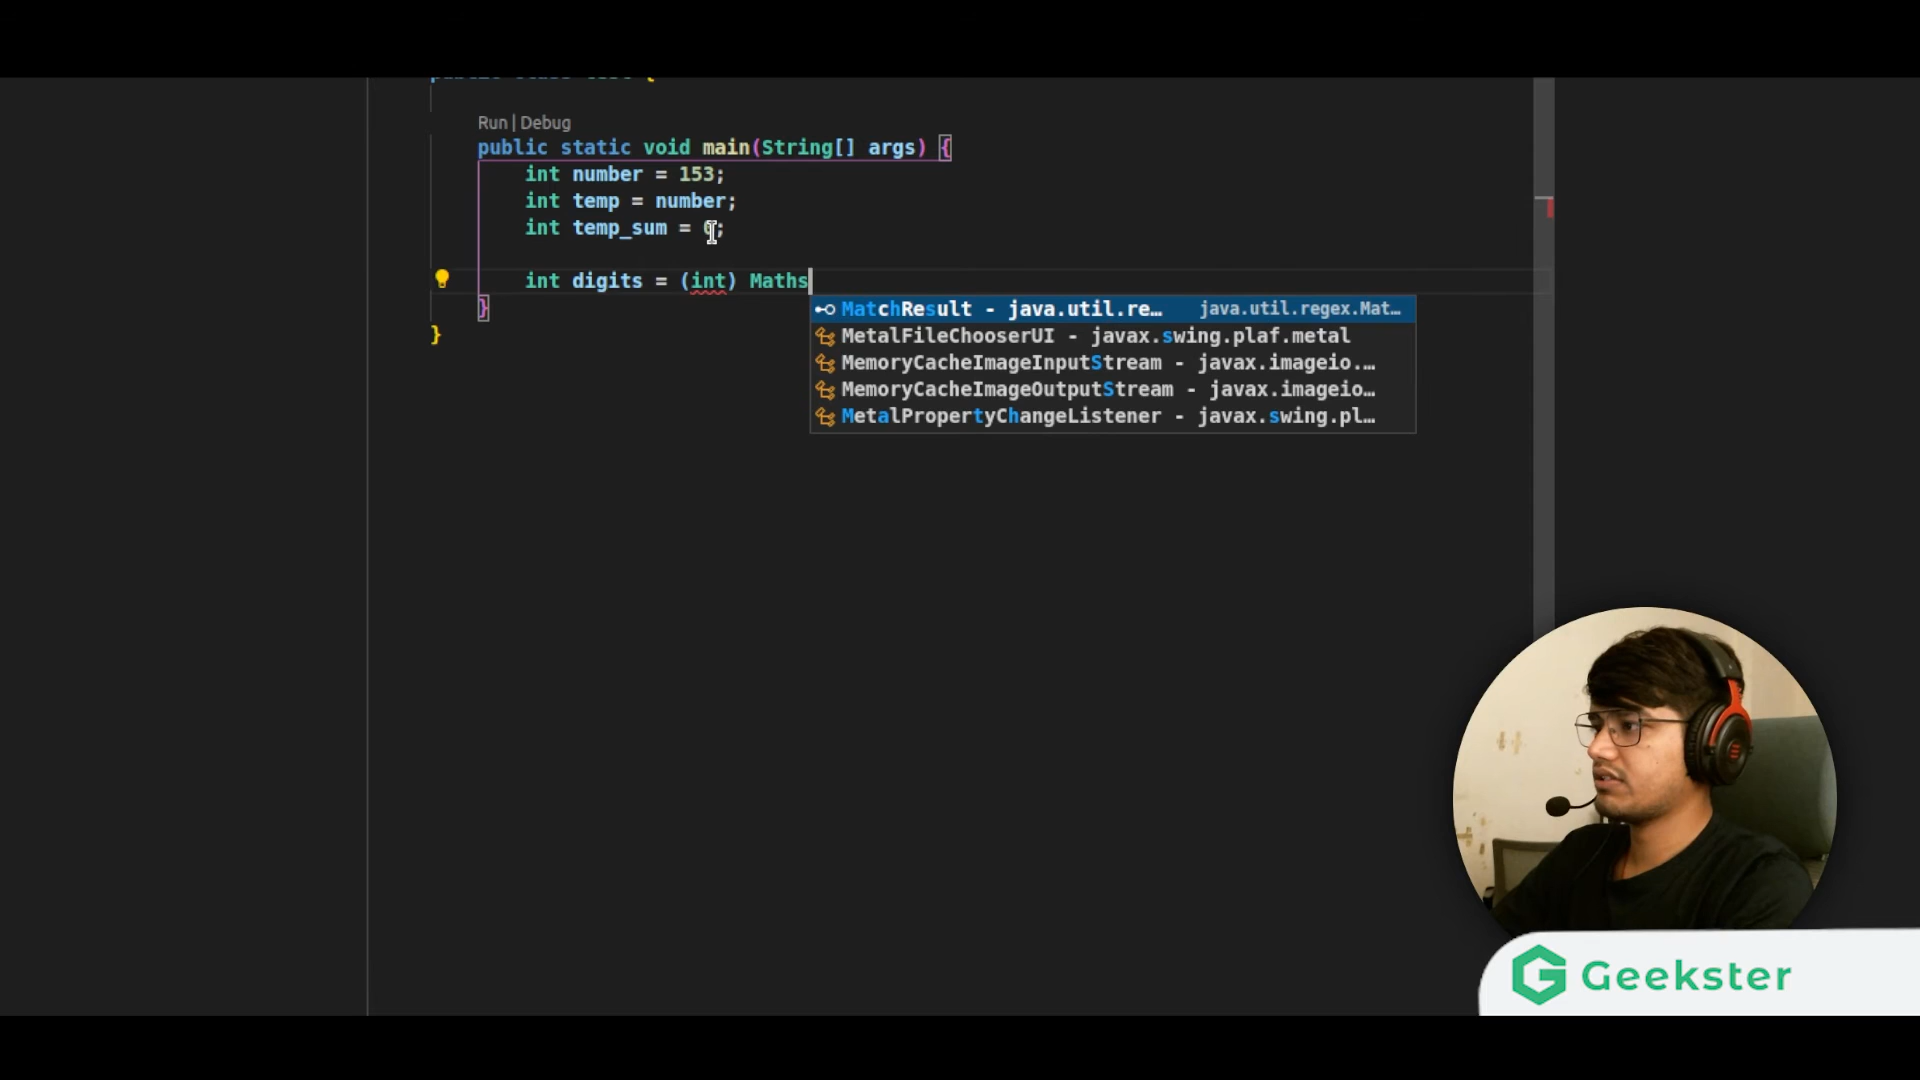 Run | Debug
public static void main(String[] args) {
int number = 153;
int temp = number;
int temp_sum = 0;
int digits = (int) Maths
}
}
MatchResult - java.util.re… java.util.regex.Mat…
MetalFileChooserUI - javax.swing.plaf.metal
MemoryCacheImageInputStream - javax.imageio.…
MemoryCacheImageOutputStream - javax.imageio…
MetalPropertyChangeListener - javax.swing.pl…
Geekster